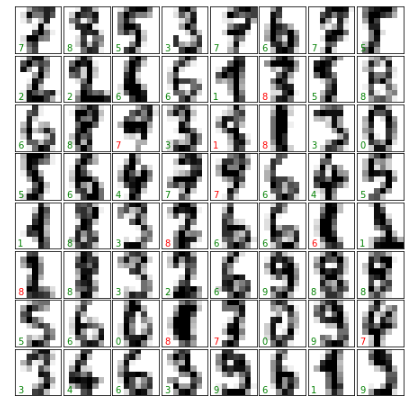 7 8 5 3 7 6 7 5
2 2 6 6 1 8 5 8
6 8 7 3 1 8 3 0
5 6 4 7 7 6 4 5
1 8 3 8 6 6 6 1
8 8 3 2 6 9 8 8
5 6 0 8 7 0 9 7
3 4 6 3 9 6 1 9